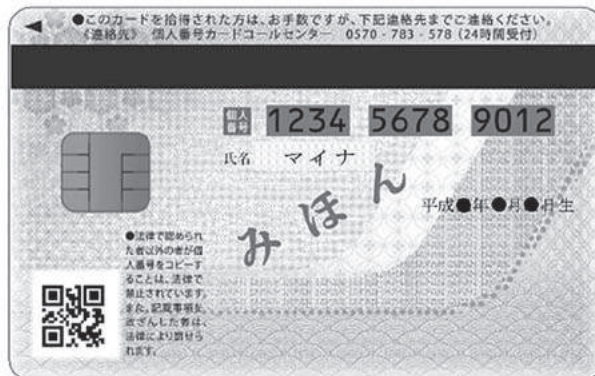 ●このカードを拾得された方は、お手数ですが、下記連絡先までご連絡ください。
《連絡先》 個人番号カードコールセンター 0570-783-578（24時間受付）
個人番号 1234 5678 9012
氏名 マイナ
平成●年●月●日生
みほん
●法律で認められ
た者以外の者が個
人番号をコピーす
ることは、法律で
禁止されています。
また、記載事項を
改ざんした者は、
法律により罰せら
れます。